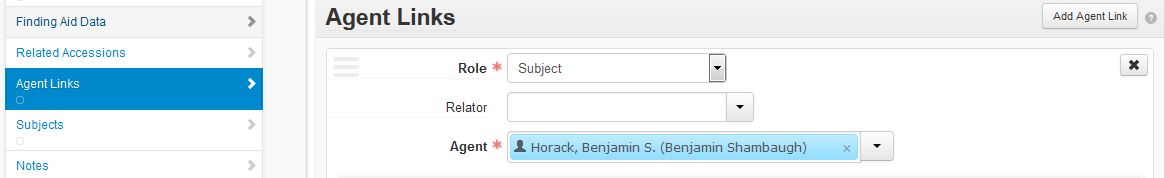 Finding Aid Data
Related Accessions
Agent Links
Subjects
Notes
Agent Links
Add Agent Link
Role * Subject
Relator
Agent * Horack, Benjamin S. (Benjamin Shambaugh) ×